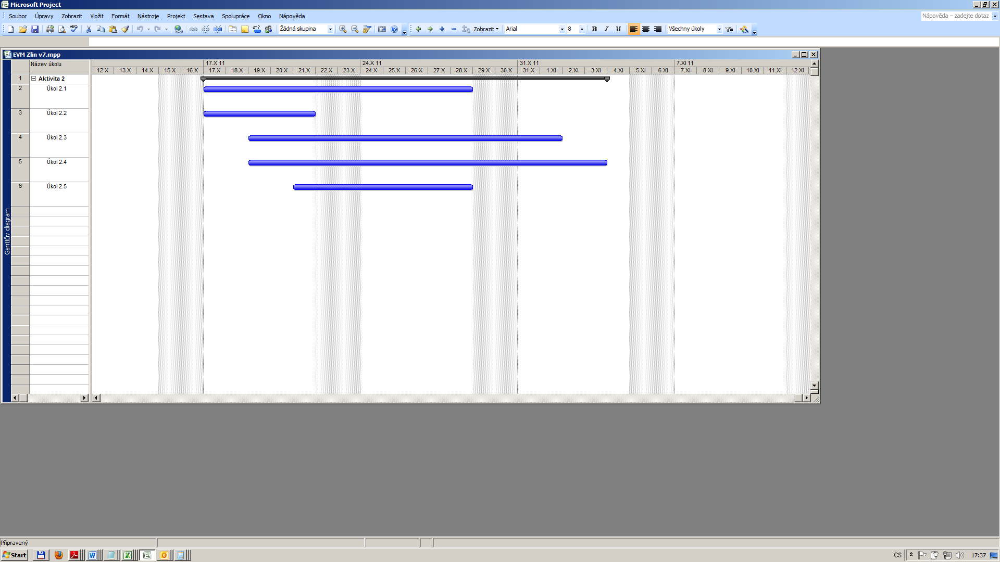 Microsoft Project
Soubor Úpravy Zobrazit Vložit Formát Nástroje Projekt Sestava Spolupráce Okno Nápověda
Nápověda – zadejte dotaz
ABC Žádná skupina Zobrazit Arial 8 B I U Všechny úkoly
EVM Zlin v7.mpp
Název úkolu
17.X 11 24.X 11 31.X 11 7.XI 11
12.X 13.X 14.X 15.X 16.X 17.X 18.X 19.X 20.X 21.X 22.X 23.X 24.X 25.X 26.X 27.X 28.X 29.X 30.X 31.X 1.XI 2.XI 3.XI 4.XI 5.XI 6.XI 7.XI 8.XI 9.XI 10.XI 11.XI 12.XI
1 Aktivita 2
2 Úkol 2.1
3 Úkol 2.2
4 Úkol 2.3
5 Úkol 2.4
6 Úkol 2.5
Ganttův diagram
Připravený
Start
CS
17:37